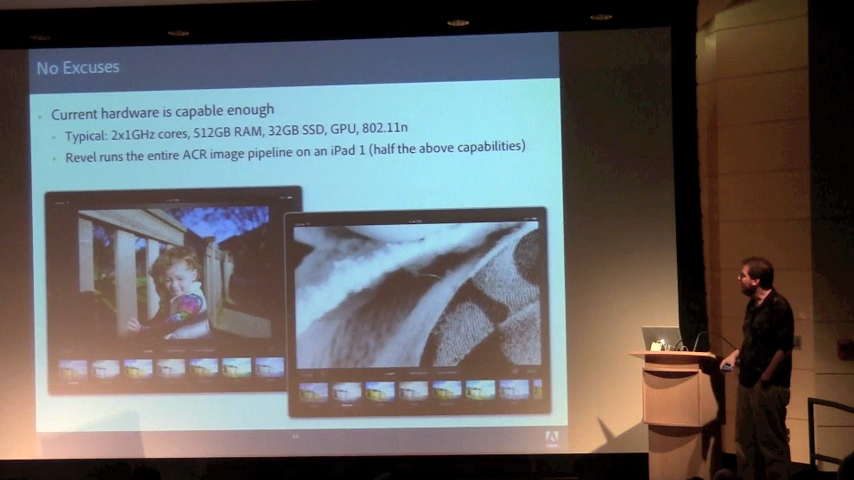 No Excuses
Current hardware is capable enough
Typical: 2x1GHz cores, 512GB RAM, 32GB SSD, GPU, 802.11n
Revel runs the entire ACR image pipeline on an iPad 1 (half the above capabilities)